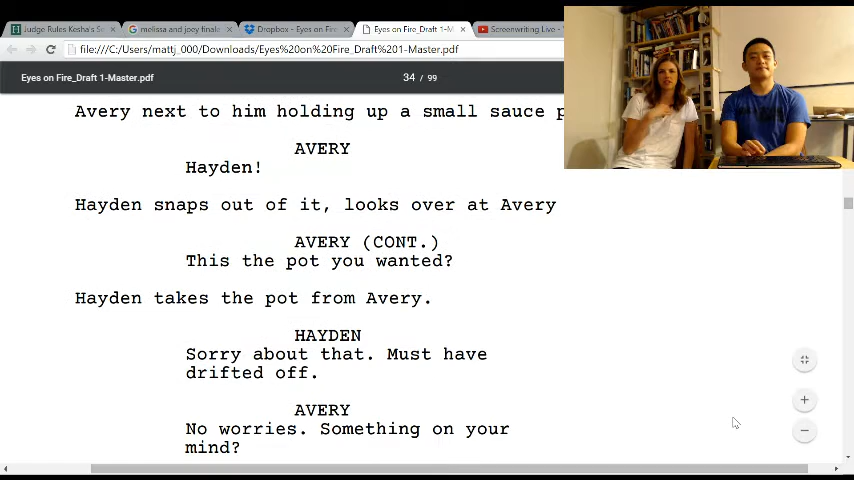 Judge Rules Kesha's Se
melissa and joey finale
Dropbox - Eyes on Fire
Eyes on Fire_Draft 1-M
Screenwriting Live -
file:///C:/Users/mattj_000/Downloads/Eyes%20on%20Fire_Draft%201-Master.pdf
Eyes on Fire_Draft 1-Master.pdf
34 / 99
Avery next to him holding up a small sauce p
AVERY
Hayden!
Hayden snaps out of it, looks over at Avery
AVERY (CONT.)
This the pot you wanted?
Hayden takes the pot from Avery.
HAYDEN
Sorry about that. Must have
drifted off.
AVERY
No worries. Something on your
mind?